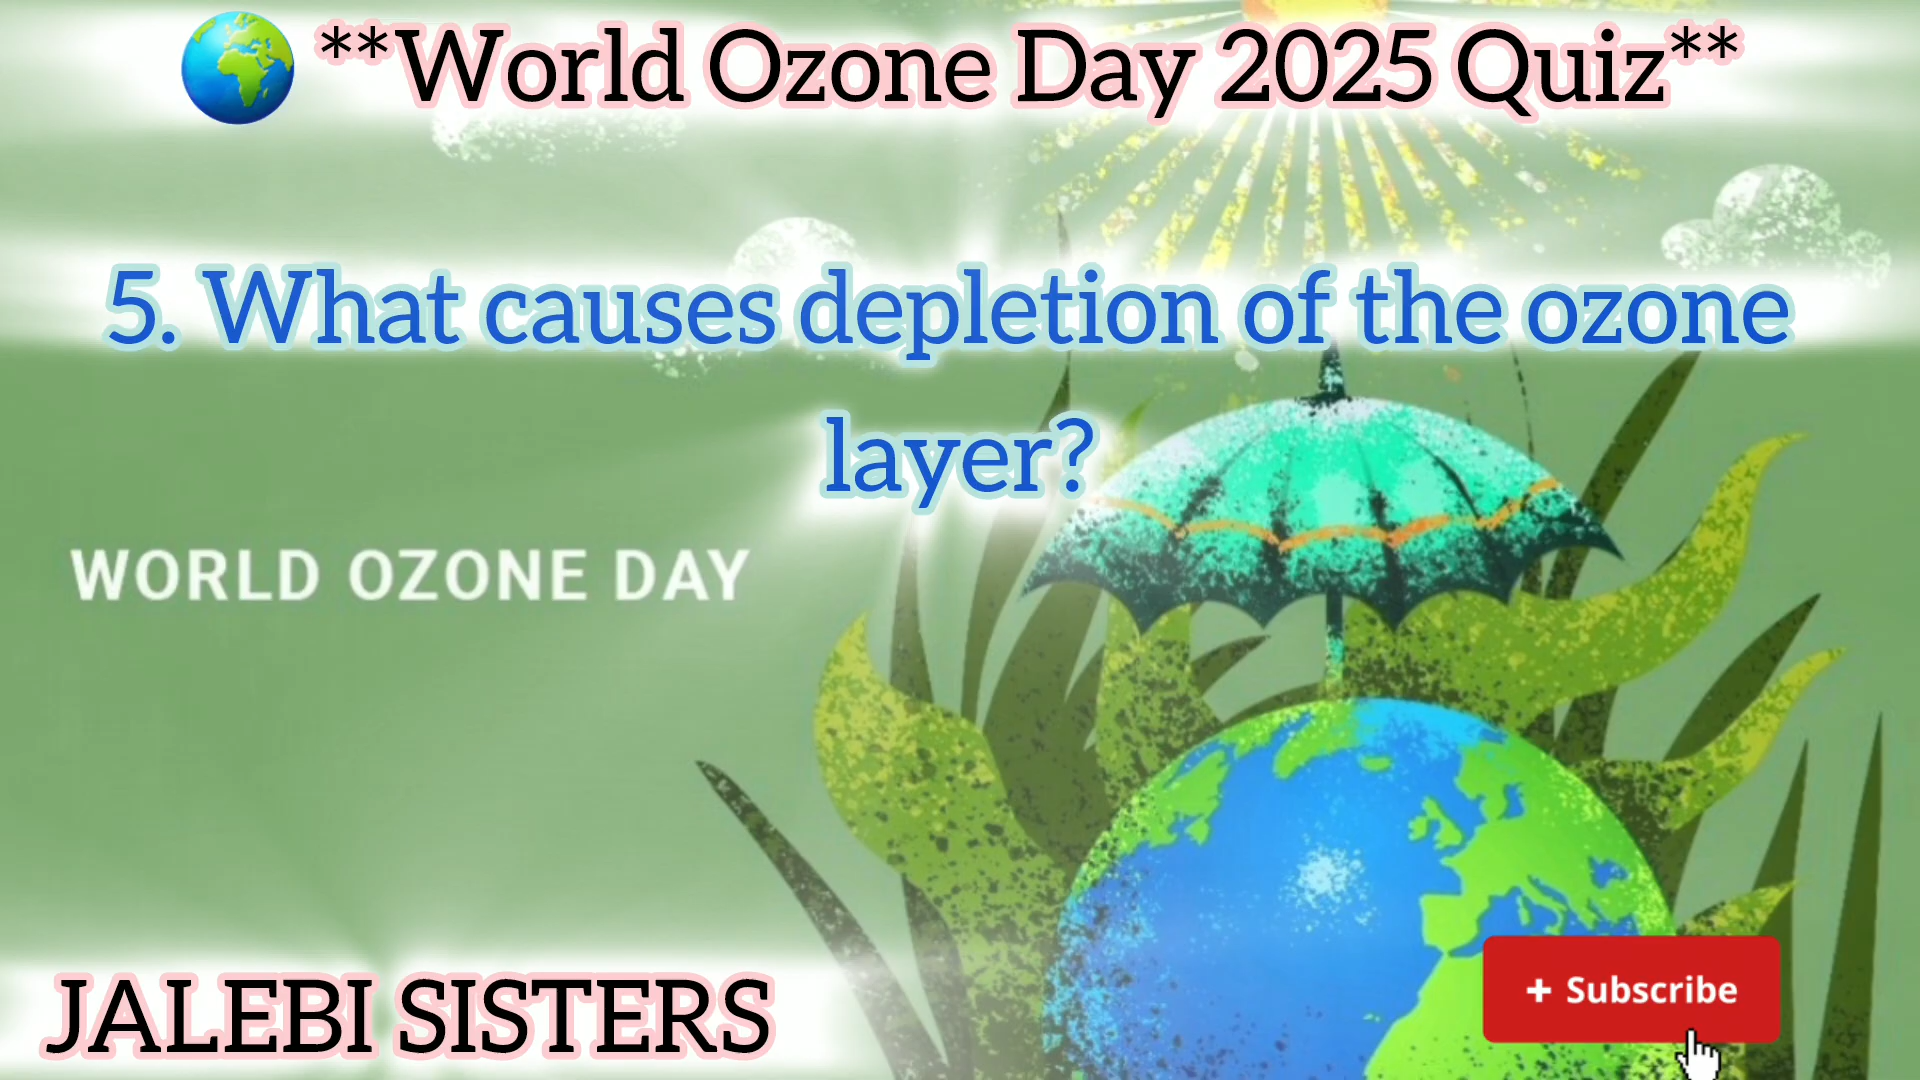 🌍 **World Ozone Day 2025 Quiz**
5. What causes depletion of the ozone
layer?
WORLD OZONE DAY
JALEBI SISTERS
+ Subscribe